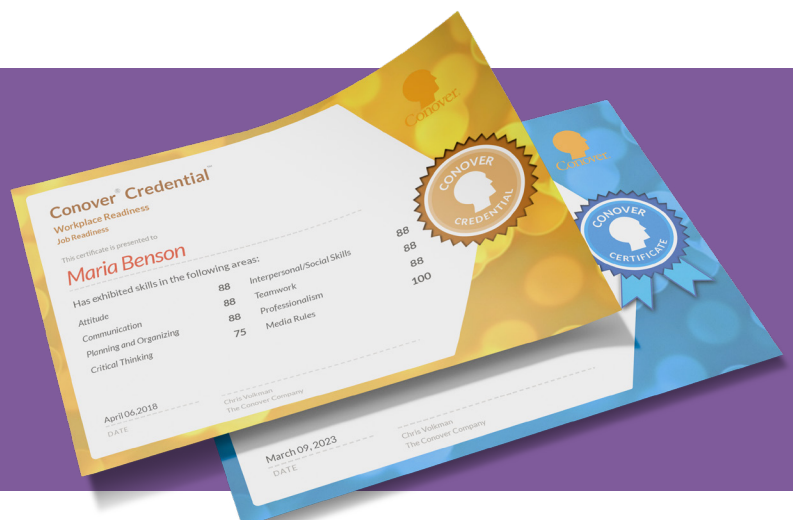 Conover
Conover® Credential™
Workplace Readiness
Job Readiness
This certificate is presented to
Maria Benson
Has exhibited skills in the following areas:
Attitude 88
Communication 88
Planning and Organizing 88
Critical Thinking 75
Interpersonal/Social Skills 88
Teamwork 88
Professionalism 88
Media Rules 100
CONOVER
CREDENTIAL
April 06,2018
DATE
Chris Volkman
The Conover Company
Conover
CONOVER
CERTIFICATE
March 09, 2023
DATE
Chris Volkman
The Conover Company